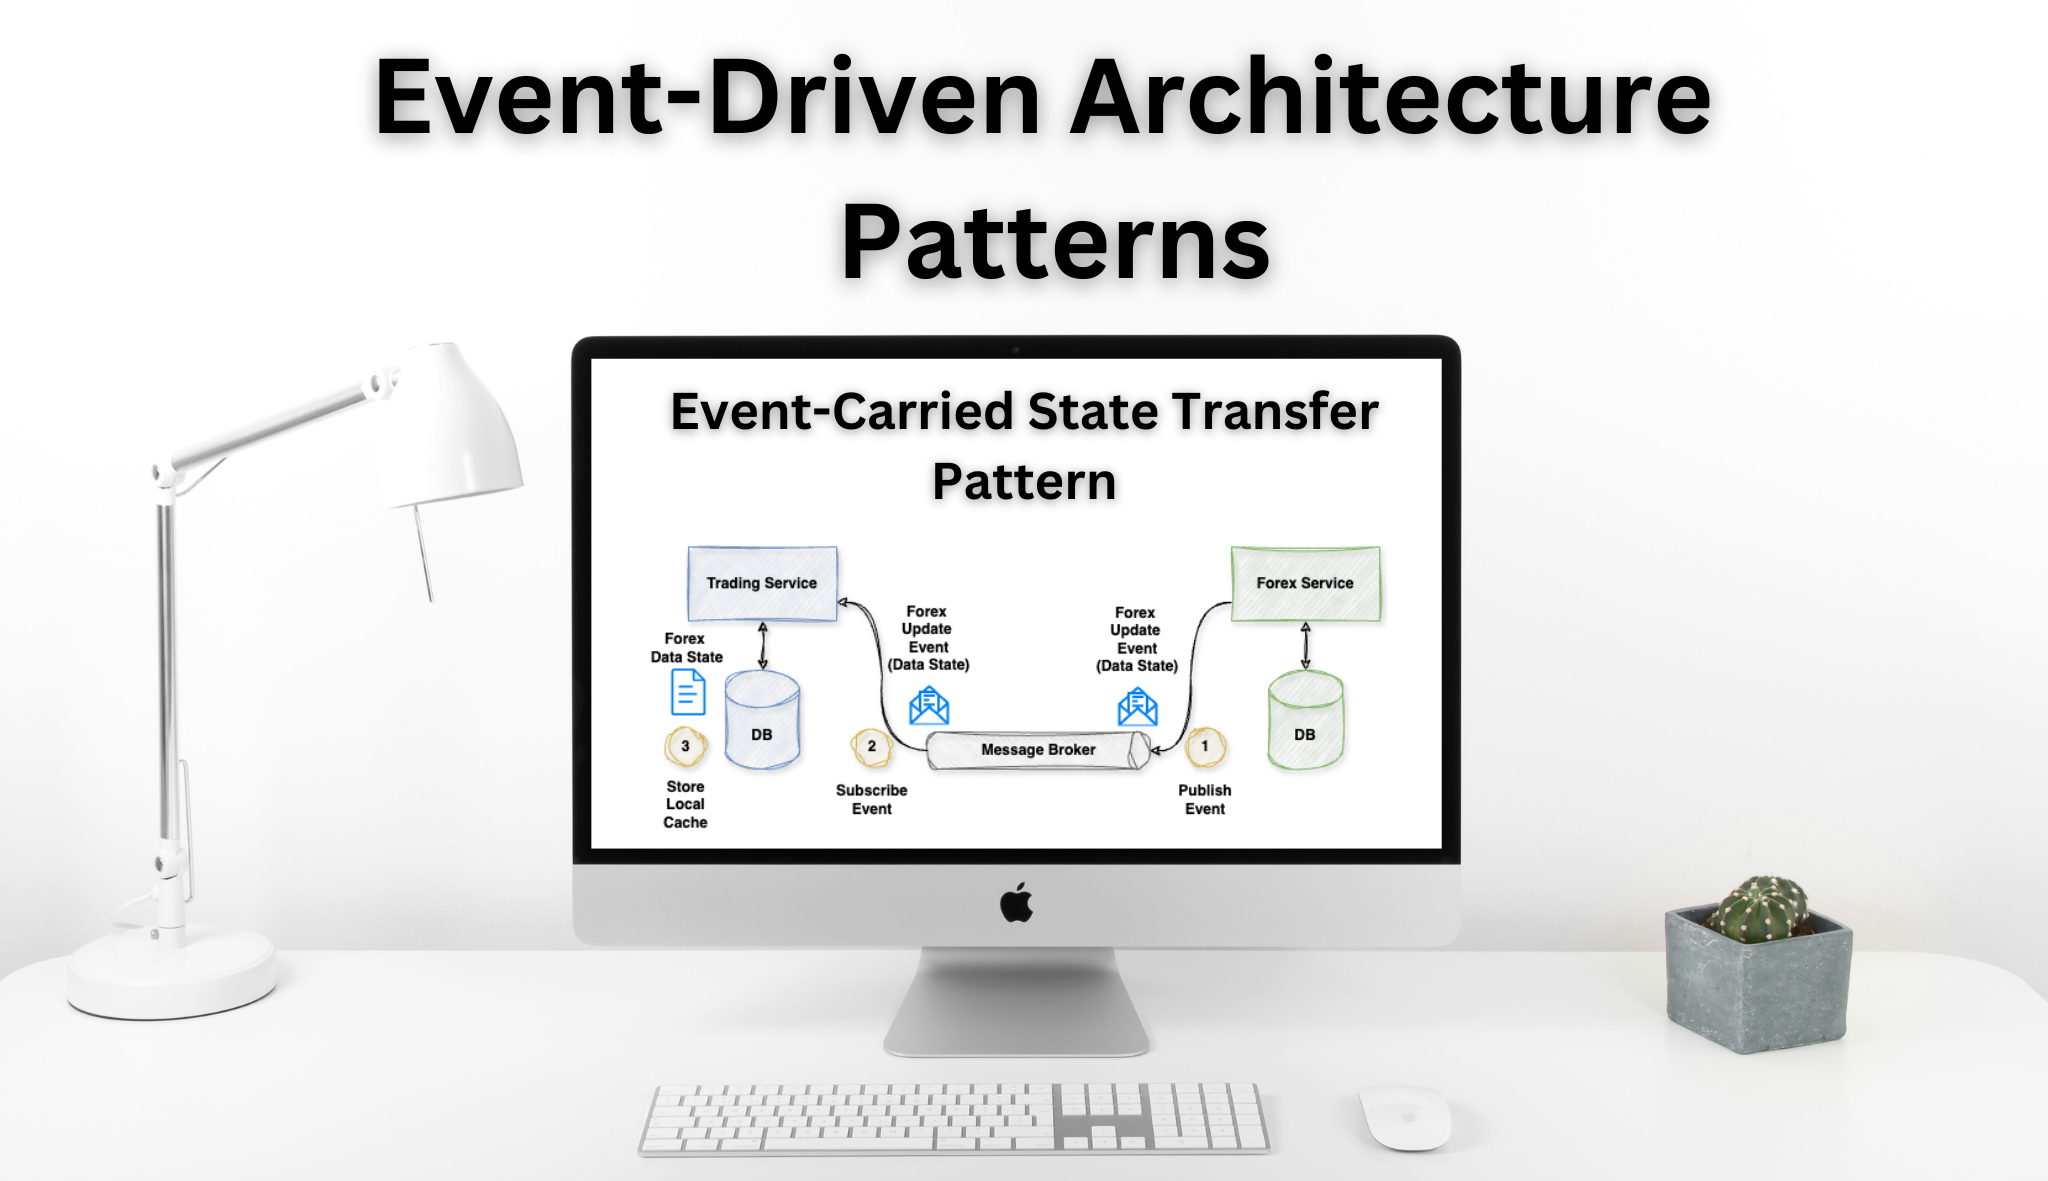 Event-Driven Architecture
Patterns
Event-Carried State Transfer
Pattern
Trading Service
Forex Service
Forex
Update
Event
(Data State)
Forex
Update
Event
(Data State)
Forex
Data State
DB
DB
3
2
Message Broker
1
Store
Local
Cache
Subscribe
Event
Publish
Event